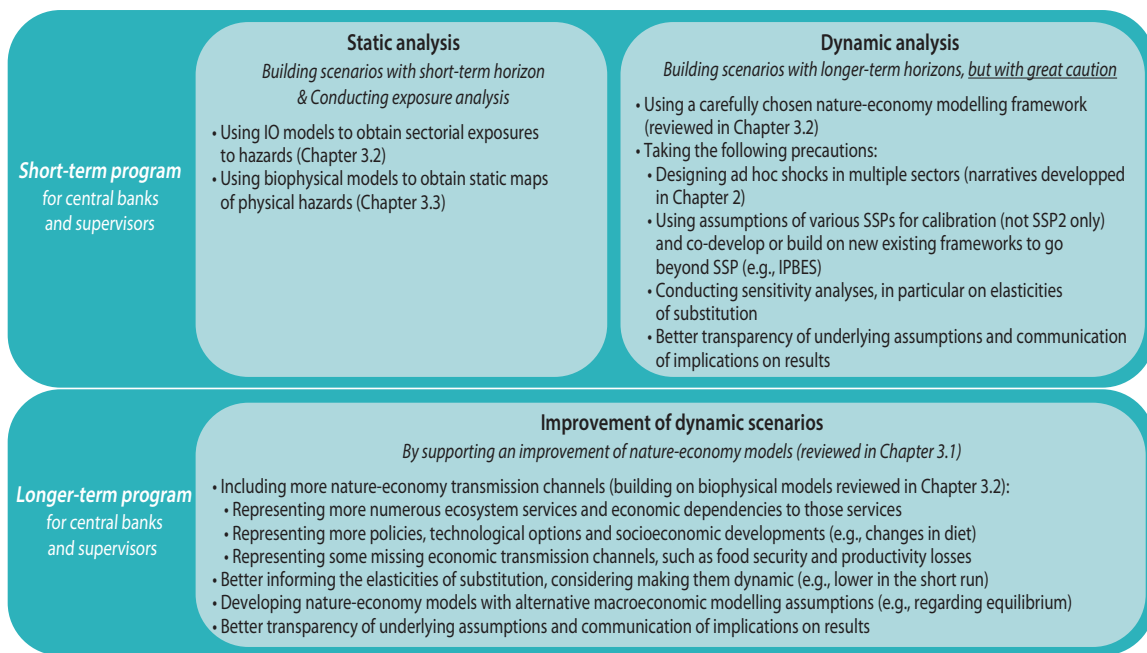 Short-term program
for central banks
and supervisors
Static analysis
Building scenarios with short-term horizon
& Conducting exposure analysis
• Using IO models to obtain sectorial exposures
to hazards (Chapter 3.2)
• Using biophysical models to obtain static maps
of physical hazards (Chapter 3.3)
Dynamic analysis
Building scenarios with longer-term horizons, but with great caution
• Using a carefully chosen nature-economy modelling framework
(reviewed in Chapter 3.2)
• Taking the following precautions:
• Designing ad hoc shocks in multiple sectors (narratives developped
in Chapter 2)
• Using assumptions of various SSPs for calibration (not SSP2 only)
and co-develop or build on new existing frameworks to go
beyond SSP (e.g., IPBES)
• Conducting sensitivity analyses, in particular on elasticities
of substitution
• Better transparency of underlying assumptions and communication
of implications on results
Longer-term program
for central banks
and supervisors
Improvement of dynamic scenarios
By supporting an improvement of nature-economy models (reviewed in Chapter 3.1)
• Including more nature-economy transmission channels (building on biophysical models reviewed in Chapter 3.2):
• Representing more numerous ecosystem services and economic dependencies to those services
• Representing more policies, technological options and socioeconomic developments (e.g., changes in diet)
• Representing some missing economic transmission channels, such as food security and productivity losses
• Better informing the elasticities of substitution, considering making them dynamic (e.g., lower in the short run)
• Developing nature-economy models with alternative macroeconomic modelling assumptions (e.g., regarding equilibrium)
• Better transparency of underlying assumptions and communication of implications on results